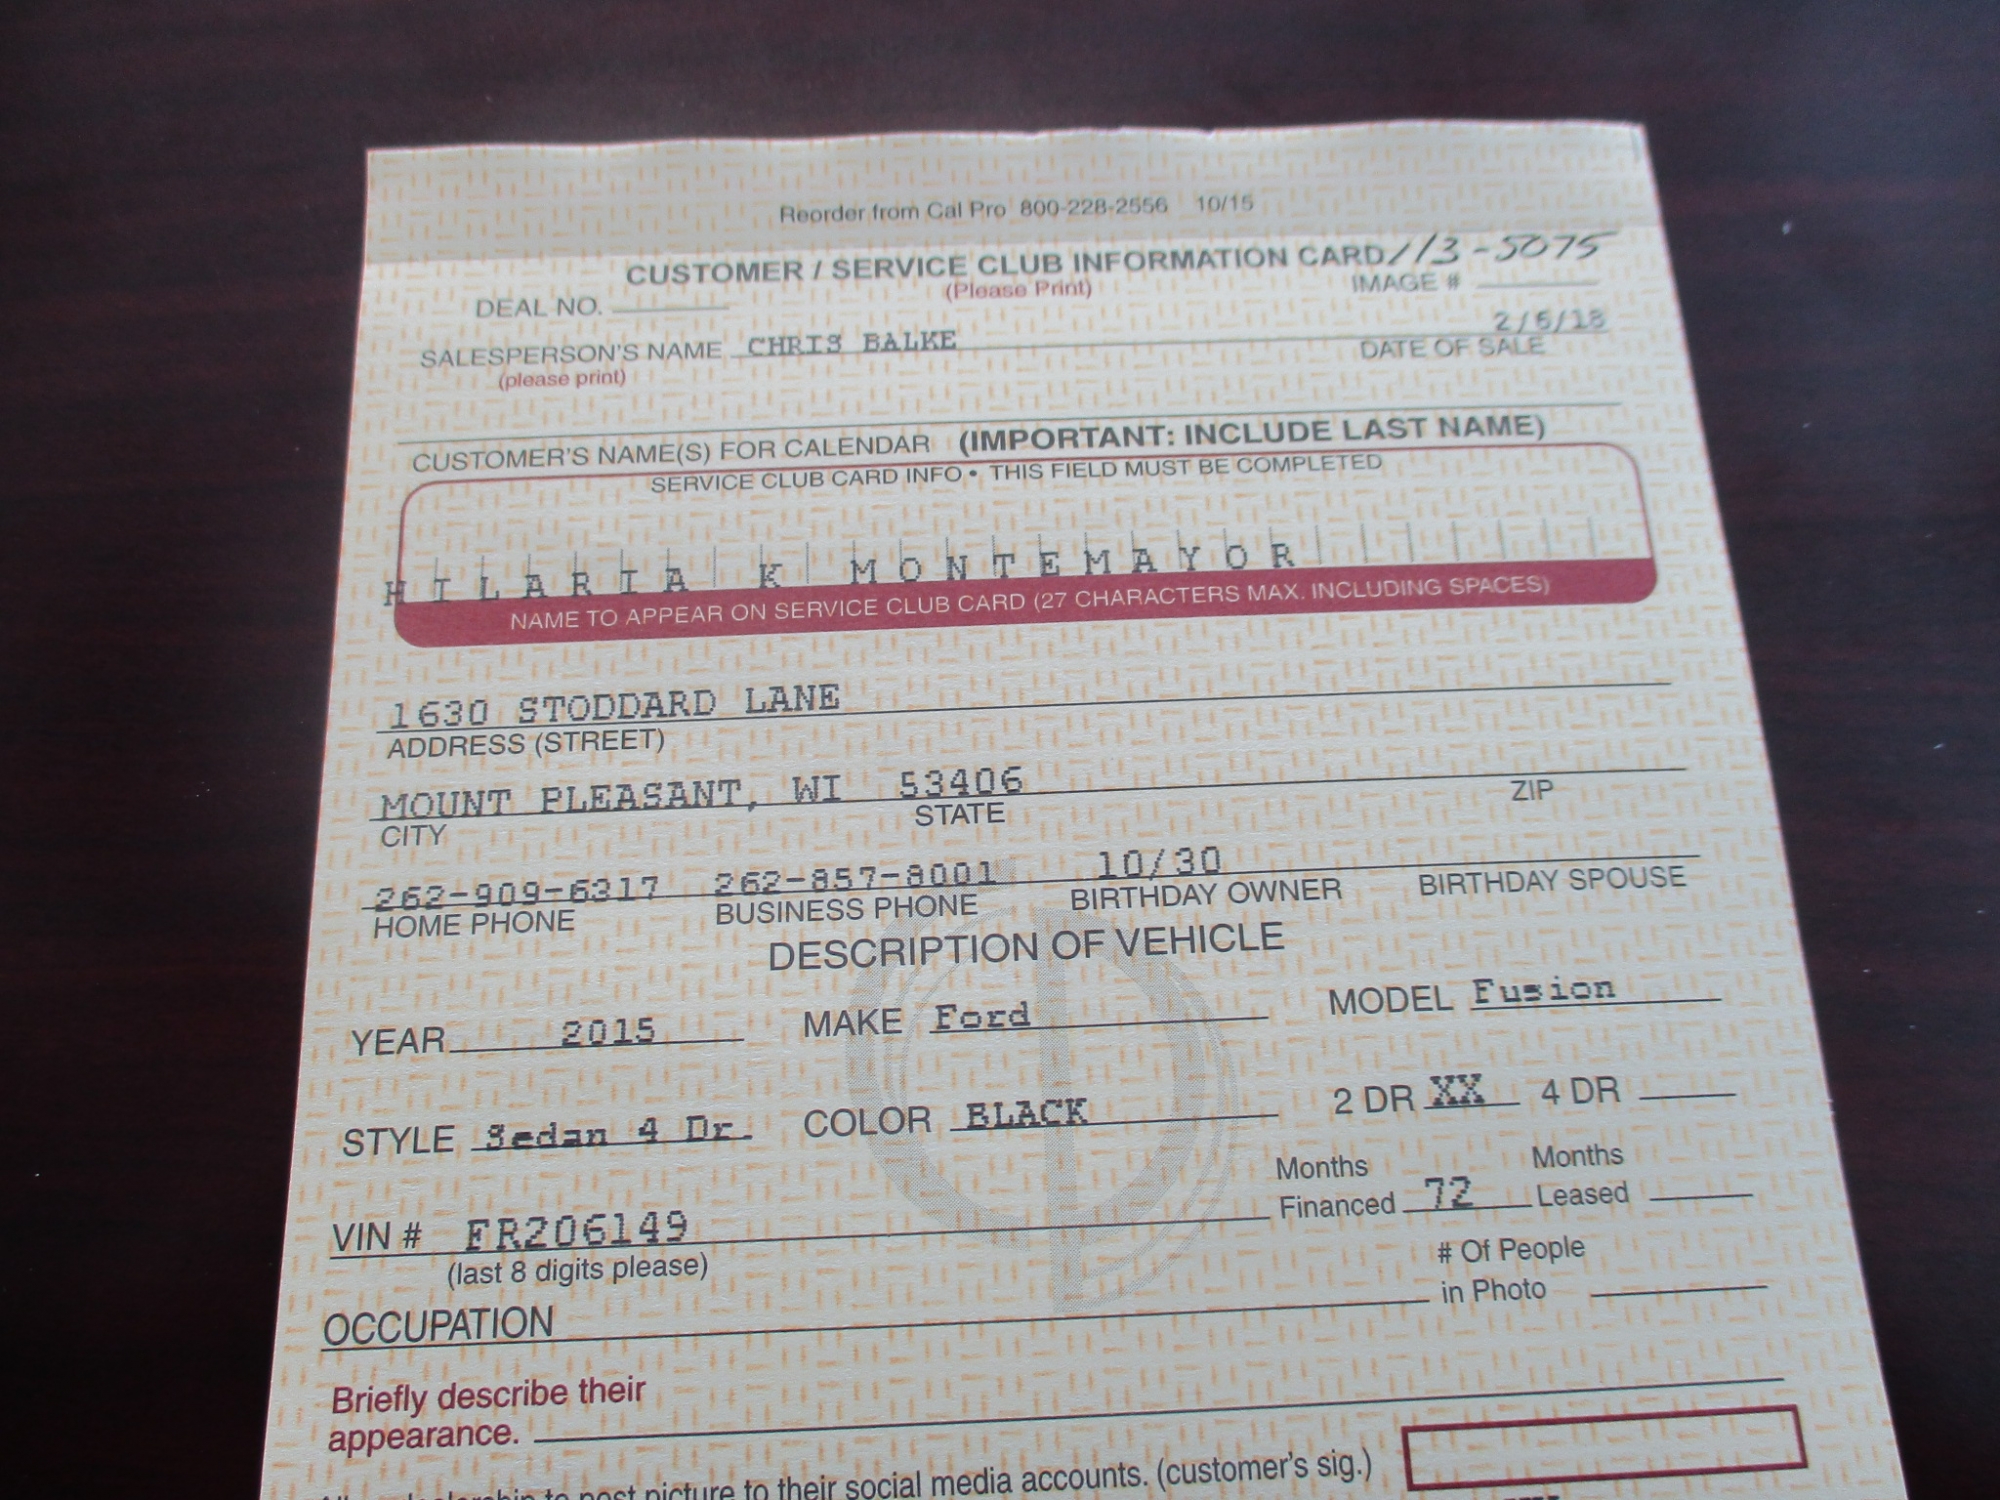 Reorder from Cal Pro 800-228-2556 10/15
CUSTOMER / SERVICE CLUB INFORMATION CARD 113-5075
DEAL NO. (Please Print) IMAGE #
SALESPERSON'S NAME CHRIS BALKE 2/6/18
(please print) DATE OF SALE
CUSTOMER'S NAME(S) FOR CALENDAR (IMPORTANT: INCLUDE LAST NAME)
SERVICE CLUB CARD INFO • THIS FIELD MUST BE COMPLETED
HILARIA K MONTEMAYOR
NAME TO APPEAR ON SERVICE CLUB CARD (27 CHARACTERS MAX. INCLUDING SPACES)
1630 STODDARD LANE
ADDRESS (STREET)
MOUNT PLEASANT, WI 53406
CITY STATE ZIP
262-909-6317 262-857-8001 10/30
HOME PHONE BUSINESS PHONE BIRTHDAY OWNER BIRTHDAY SPOUSE
DESCRIPTION OF VEHICLE
YEAR 2015 MAKE Ford MODEL Fusion
STYLE Sedan 4 Dr. COLOR BLACK 2 DR XX 4 DR
Months Months
VIN # FR206149 Financed 72 Leased
(last 8 digits please) # Of People
OCCUPATION in Photo
Briefly describe their
appearance.
to post picture to their social media accounts. (customer's sig.)